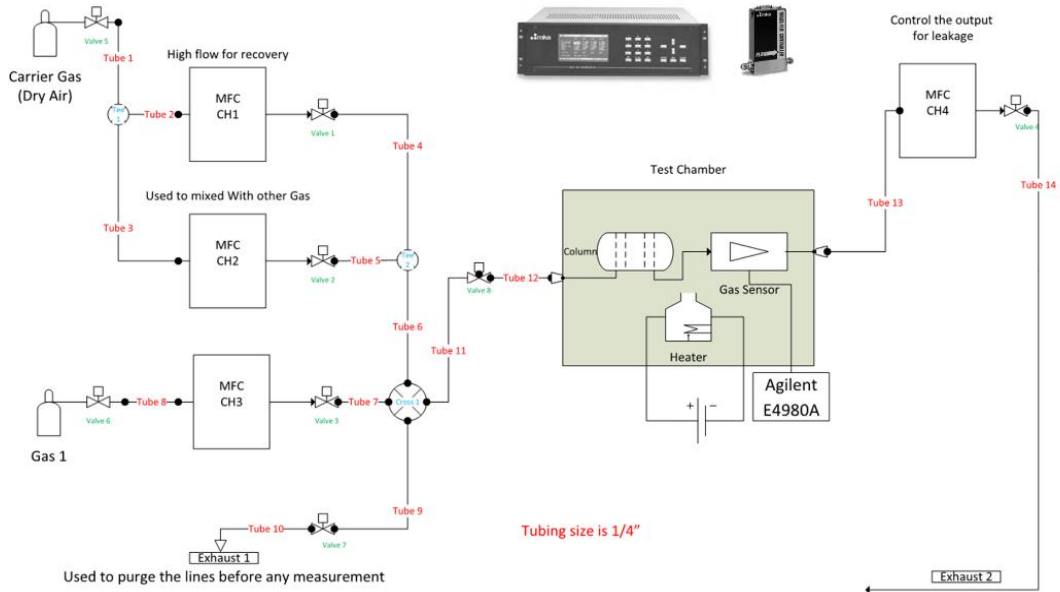 Valve 5
Tube 1
Carrier Gas
(Dry Air)
High flow for recovery
Tee
1
Tube 2
MFC
CH1
Valve 1
Tube 4
Used to mixed With other Gas
Tube 3
MFC
CH2
Valve 2
Tube 5
Tee
2
Tube 6
Gas 1
Valve 6
Tube 8
MFC
CH3
Valve 3
Tube 7
Cross 1
Tube 11
Tube 9
Valve 7
Tube 10
Exhaust 1
Used to purge the lines before any measurement
mks
Control the output
for leakage
MFC
CH4
Valve 4
Tube 14
Tube 13
Test Chamber
Valve 8
Tube 12
Column
Gas Sensor
Heater
+
−
Agilent
E4980A
Tubing size is 1/4”
Exhaust 2